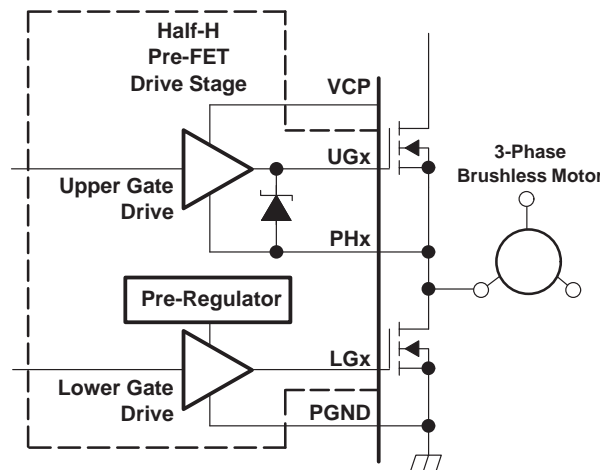 Half-H
Pre-FET
Drive Stage
VCP
UGx
Upper Gate
Drive
PHx
3-Phase
Brushless Motor
Pre-Regulator
LGx
Lower Gate
Drive
PGND